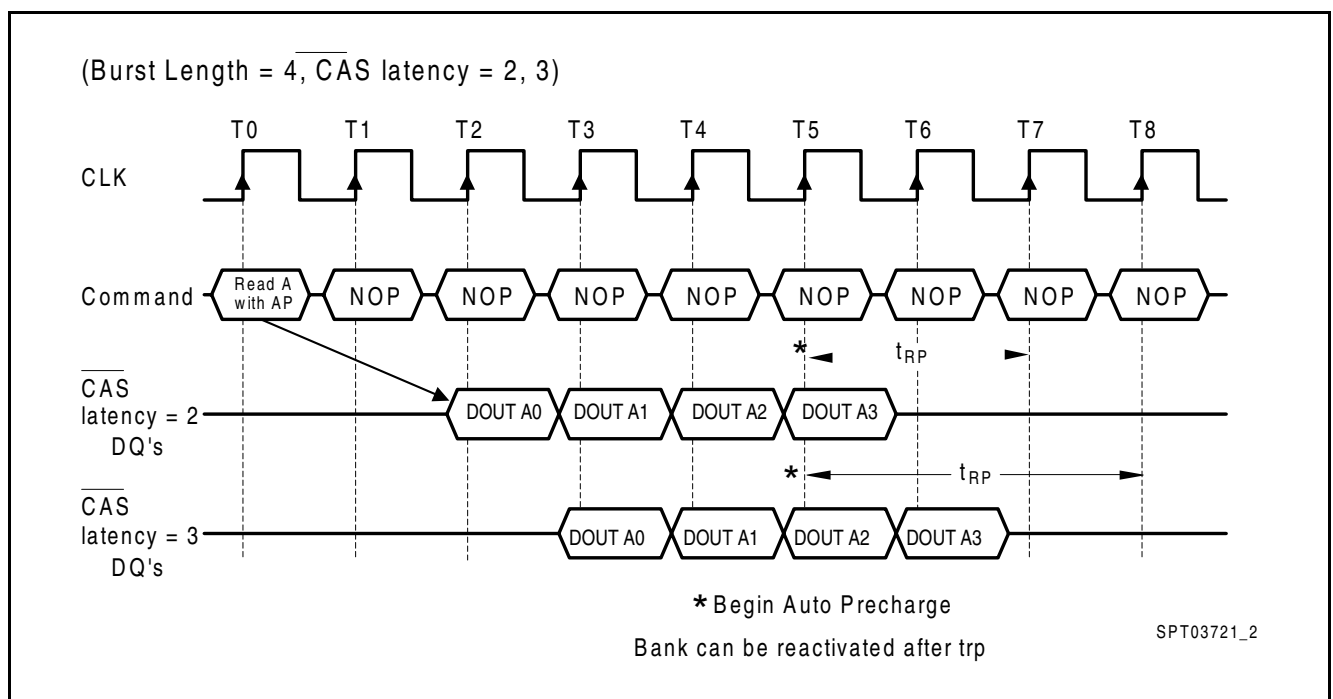 (Burst Length = 4, CAS latency = 2, 3)
T0 T1 T2 T3 T4 T5 T6 T7 T8
CLK
Command
Read A
with AP
NOP NOP NOP NOP NOP NOP NOP NOP
* tRP
CAS
latency = 2
DQ's
DOUT A0 DOUT A1 DOUT A2 DOUT A3
* tRP
CAS
latency = 3
DQ's
DOUT A0 DOUT A1 DOUT A2 DOUT A3
* Begin Auto Precharge
Bank can be reactivated after trp
SPT03721_2